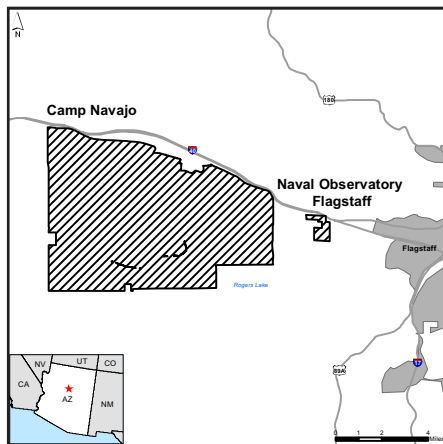 N
180
Camp Navajo
40
Naval Observatory
Flagstaff
Flagstaff
Rogers Lake
89A
17
NV
UT
CO
CA
AZ
NM
0 1 2 4
Miles